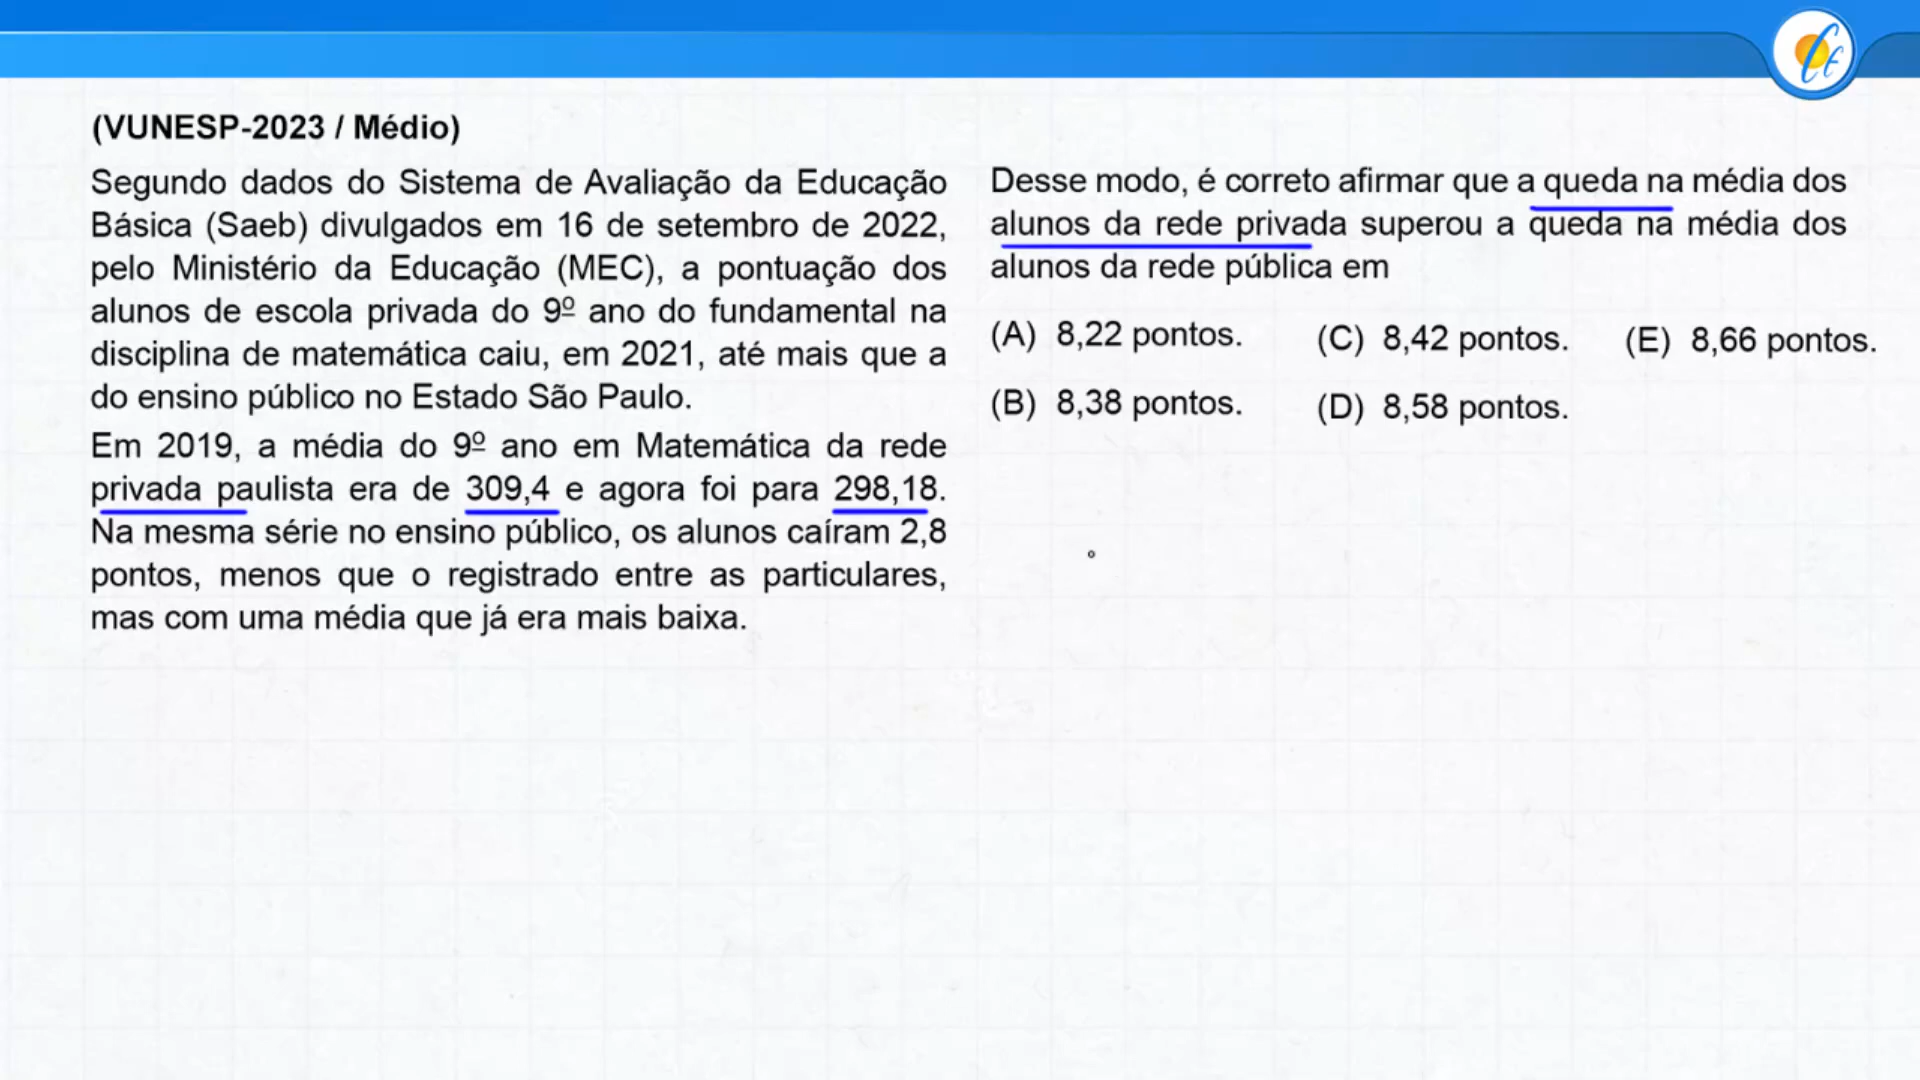 (VUNESP-2023 / Médio)
Segundo dados do Sistema de Avaliação da Educação
Básica (Saeb) divulgados em 16 de setembro de 2022,
pelo Ministério da Educação (MEC), a pontuação dos
alunos de escola privada do 9º ano do fundamental na
disciplina de matemática caiu, em 2021, até mais que a
do ensino público no Estado São Paulo.
Em 2019, a média do 9º ano em Matemática da rede
privada paulista era de 309,4 e agora foi para 298,18.
Na mesma série no ensino público, os alunos caíram 2,8
pontos, menos que o registrado entre as particulares,
mas com uma média que já era mais baixa.
Desse modo, é correto afirmar que a queda na média dos
alunos da rede privada superou a queda na média dos
alunos da rede pública em
(A) 8,22 pontos. (C) 8,42 pontos. (E) 8,66 pontos.
(B) 8,38 pontos. (D) 8,58 pontos.